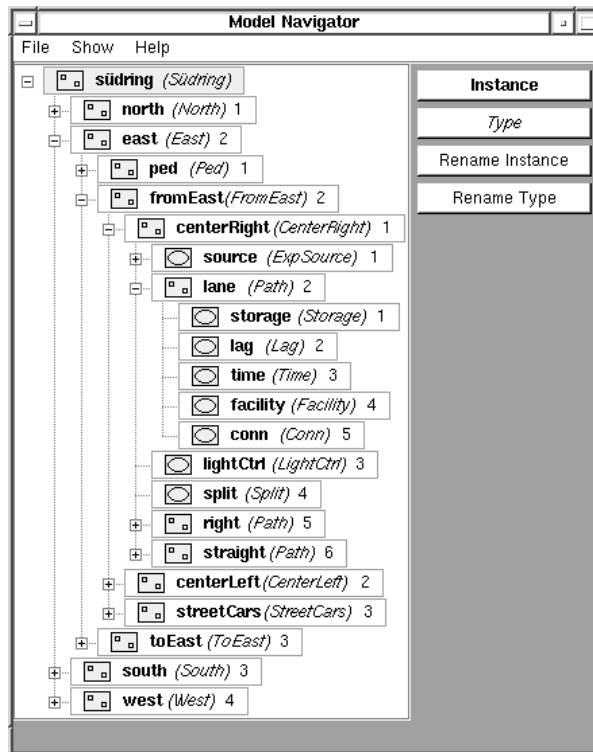 Model Navigator
File Show Help
südring (Südring)
north (North) 1
east (East) 2
ped (Ped) 1
fromEast(FromEast) 2
centerRight(CenterRight) 1
source (ExpSource) 1
lane (Path) 2
storage (Storage) 1
lag (Lag) 2
time (Time) 3
facility (Facility) 4
conn (Conn) 5
lightCtrl (LightCtrl) 3
split (Split) 4
right (Path) 5
straight (Path) 6
centerLeft(CenterLeft) 2
streetCars(StreetCars) 3
toEast(ToEast) 3
south (South) 3
west (West) 4
Instance
Type
Rename Instance
Rename Type